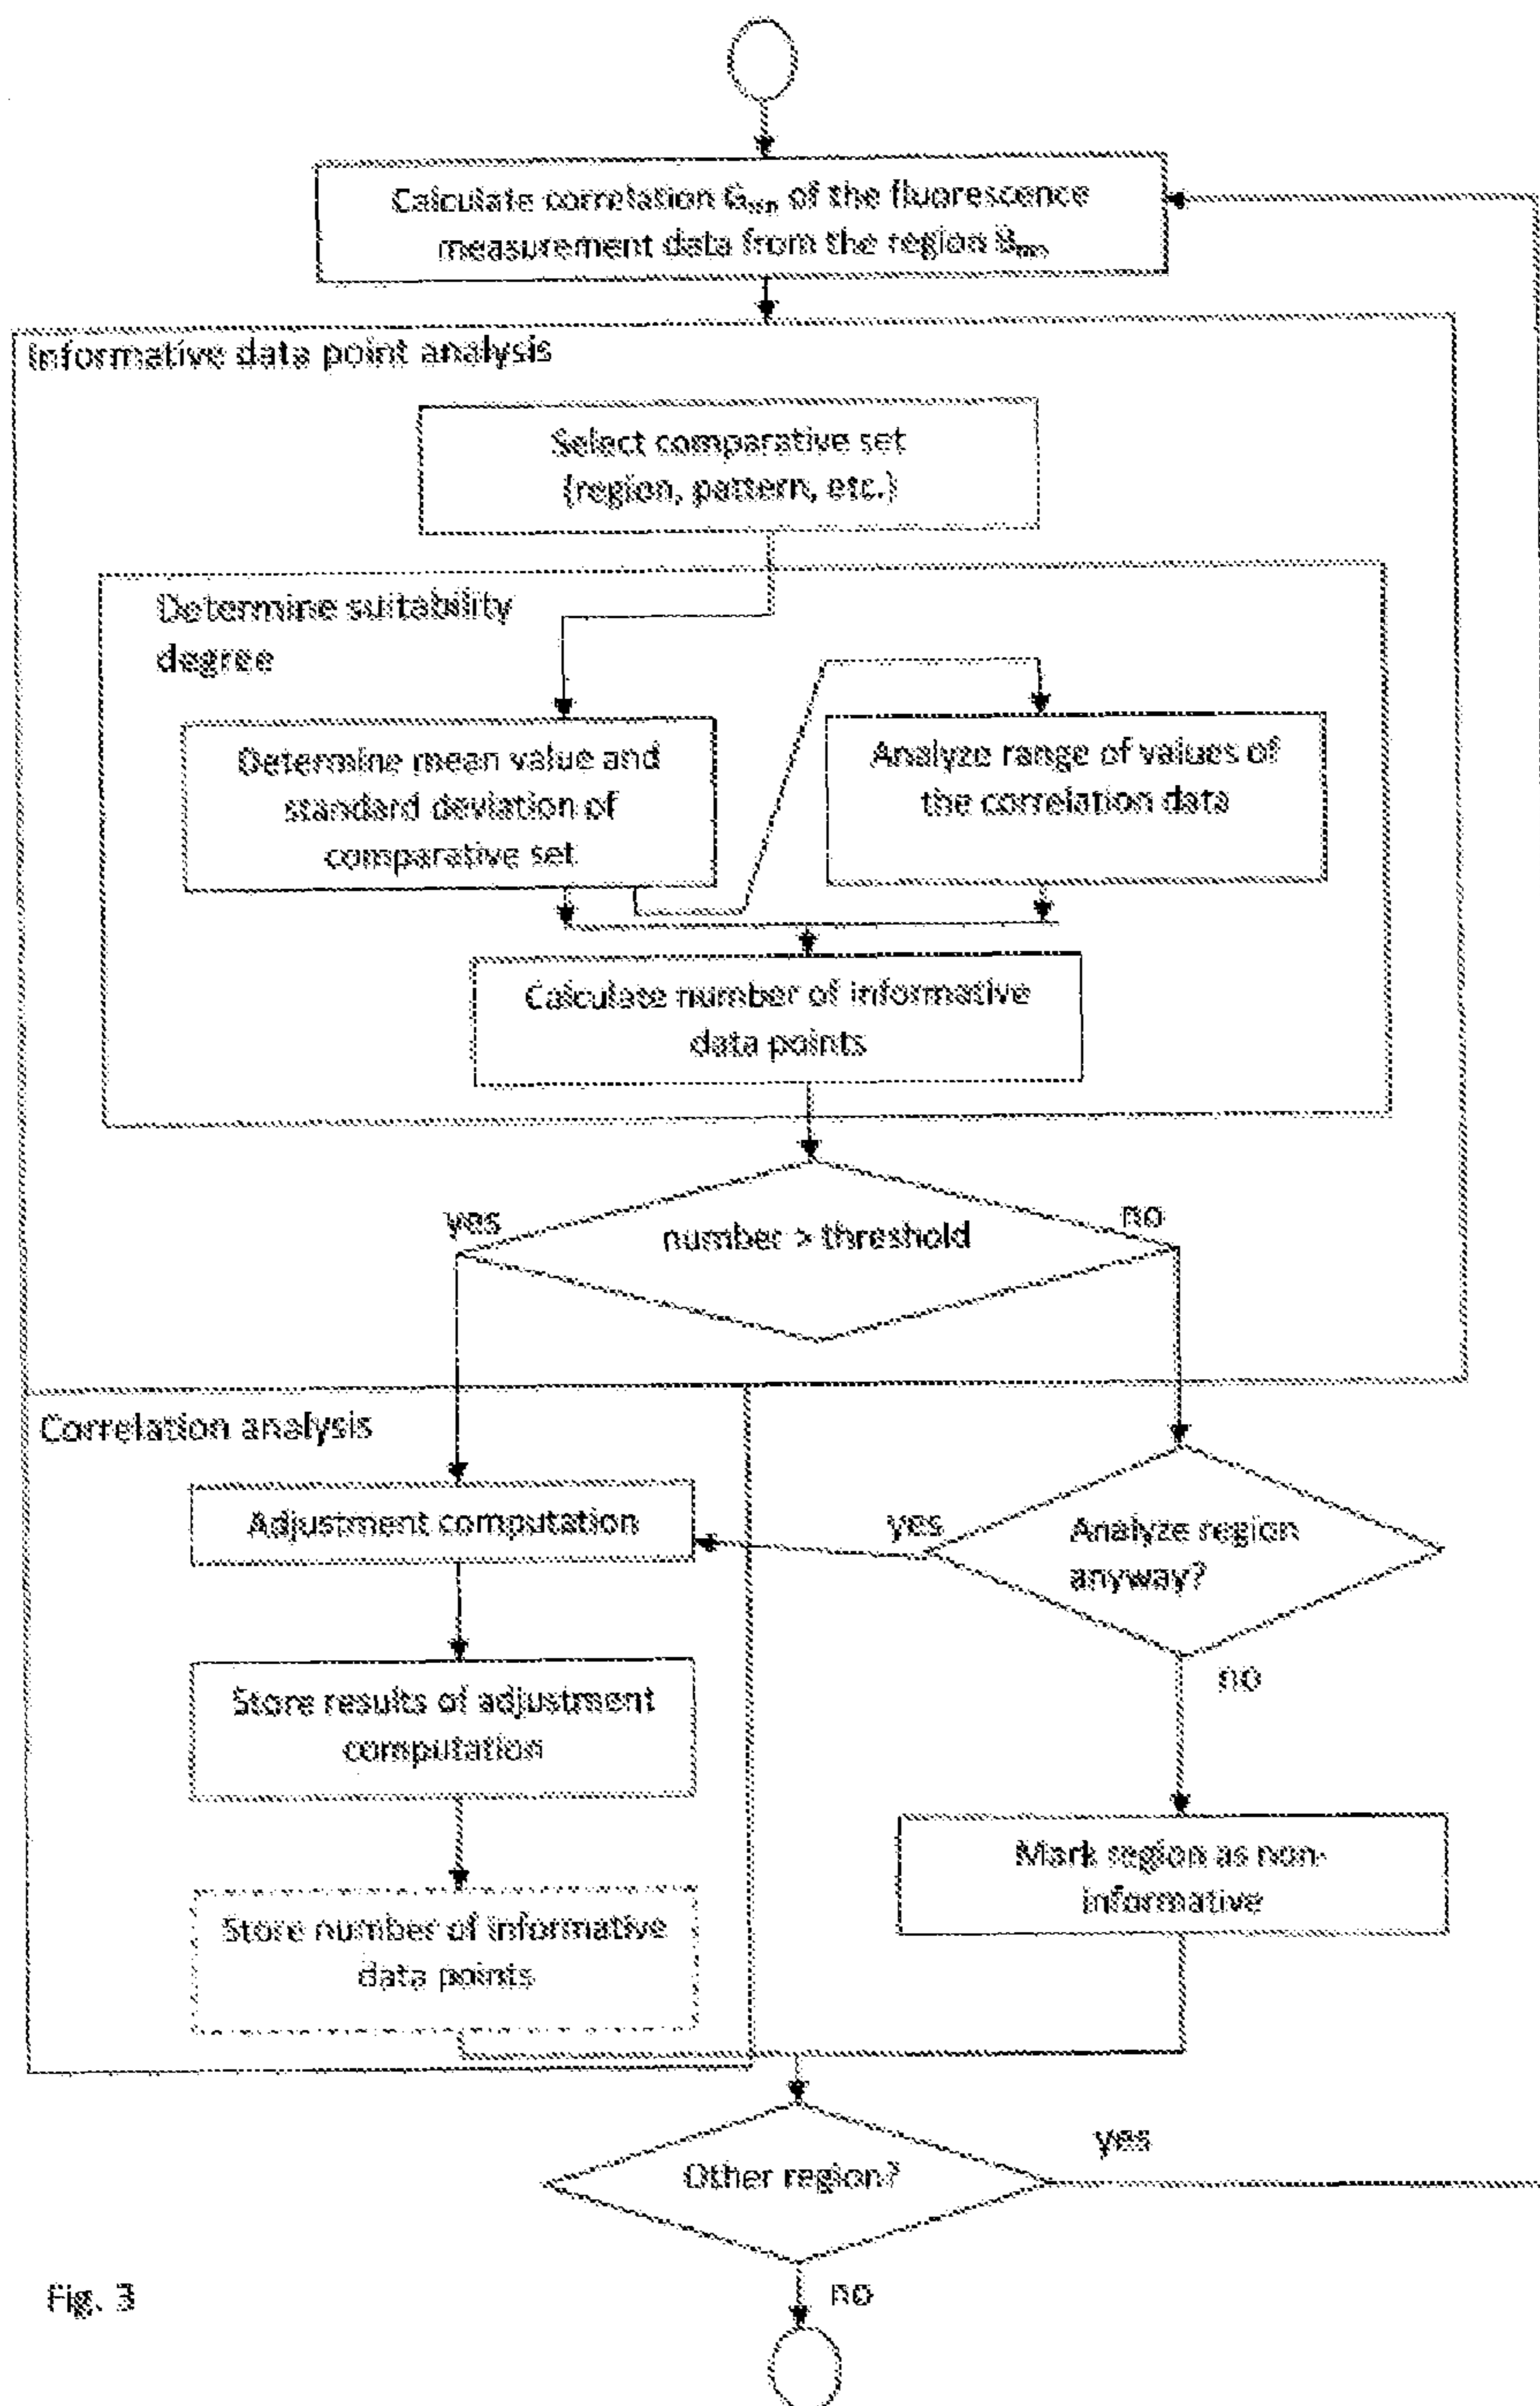 Calculate correlation G of the fluorescence
measurement data from the region B
Informative data point analysis
Select comparative set
(region, pattern, etc.)
Determine suitability
degree
Determine mean value and
standard deviation of
comparative set
Analyze range of values of
the correlation data
Calculate number of informative
data points
yes
number > threshold
no
Correlation analysis
Adjustment computation
yes
Analyze region
anyway?
Store results of adjustment
computation
no
Mark region as non-
informative
Store number of informative
data points
yes
Other region?
no
Fig. 3